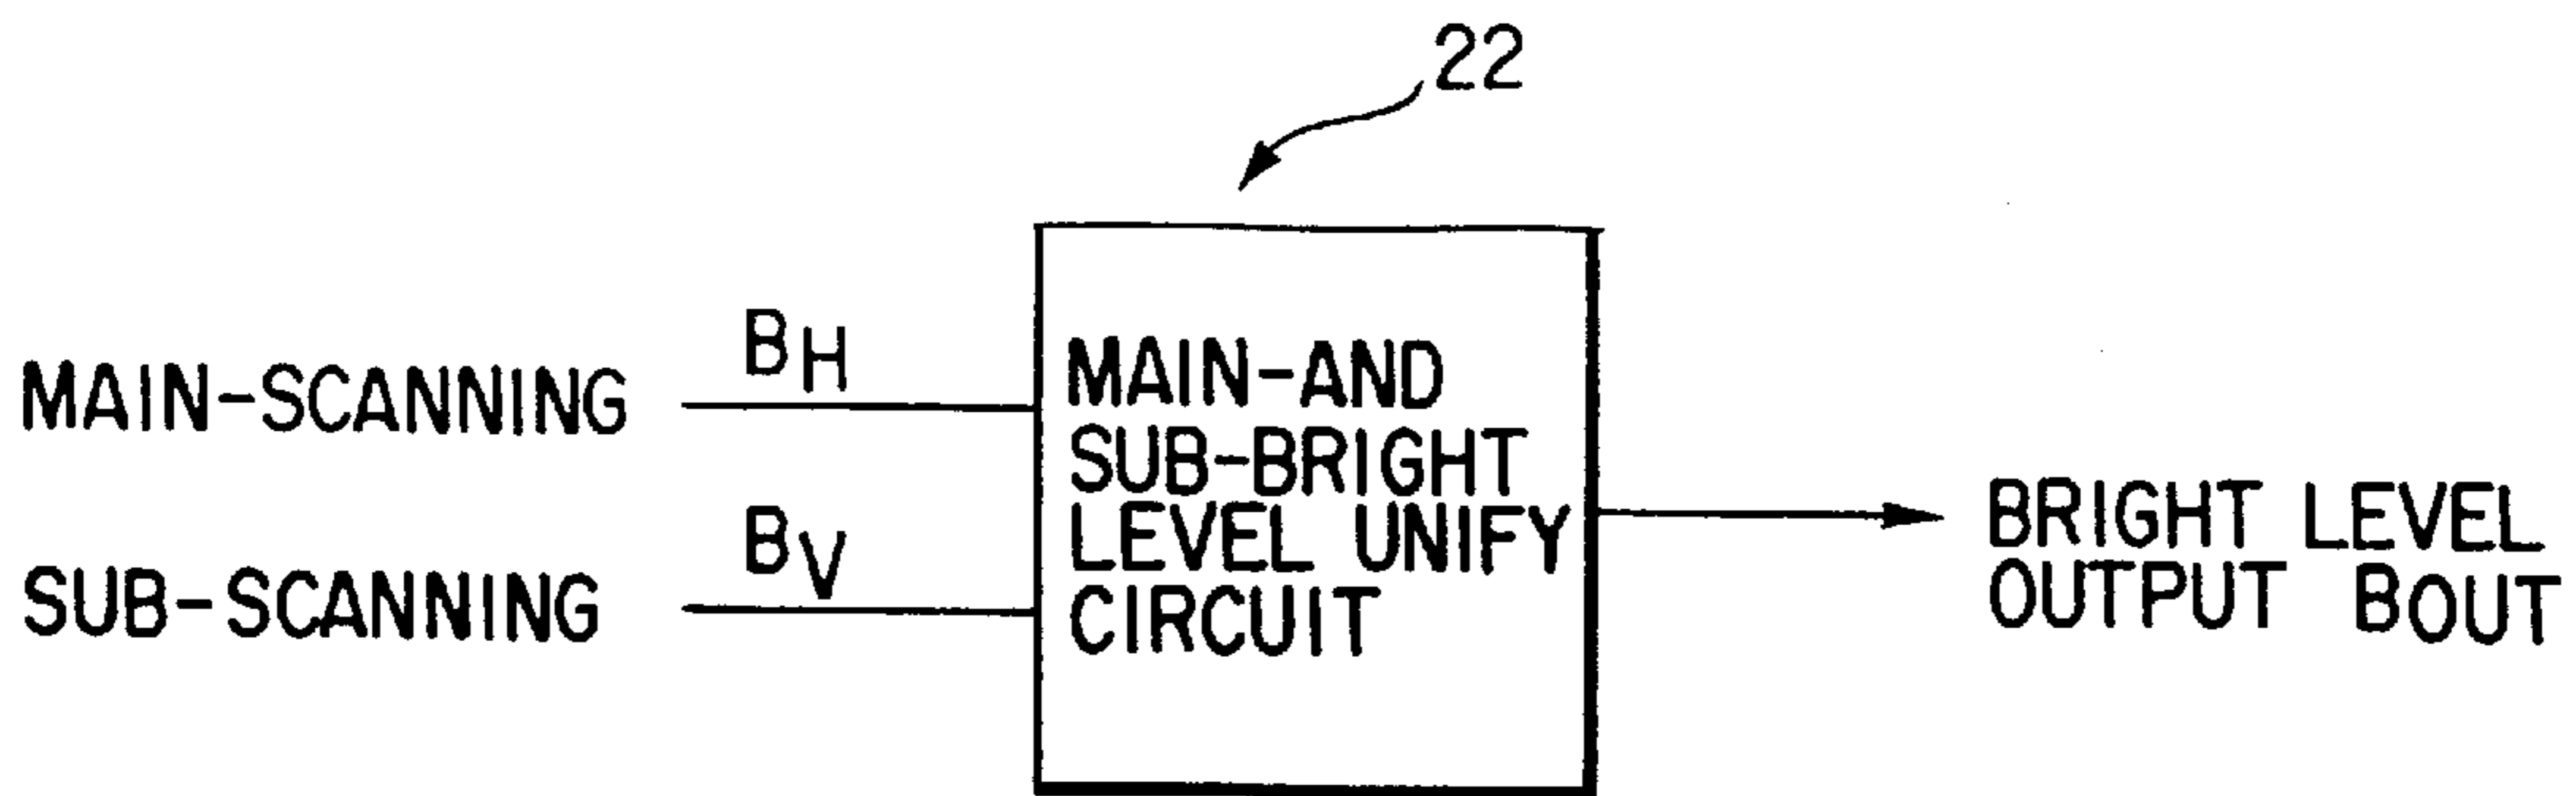 22
MAIN-SCANNING
BH
SUB-SCANNING
BV
MAIN-AND
SUB-BRIGHT
LEVEL UNIFY
CIRCUIT
BRIGHT LEVEL
OUTPUT BOUT